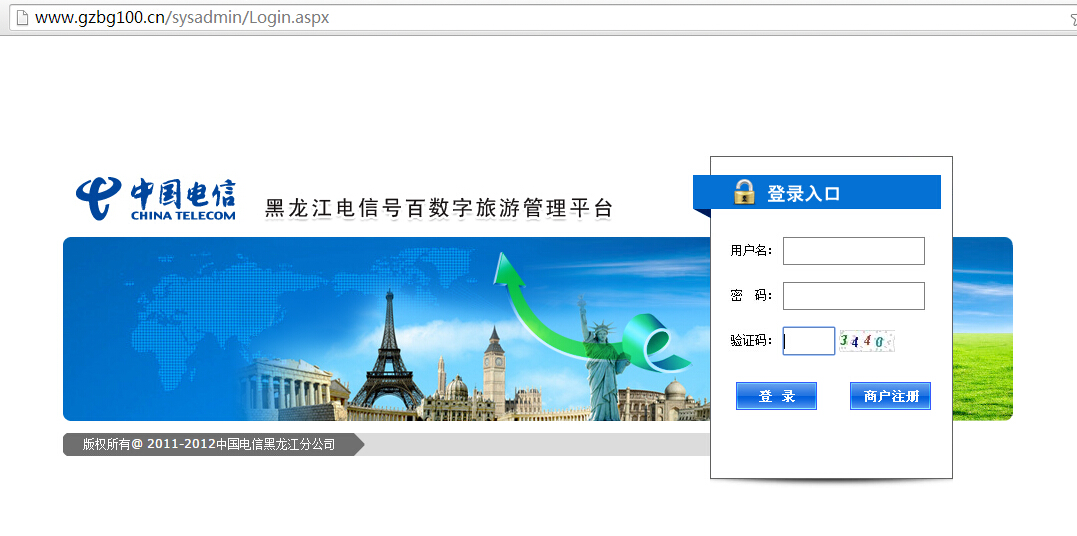 www.gzbg100.cn/sysadmin/Login.aspx
中国电信
CHINA TELECOM
黑龙江电信号百数字旅游管理平台
登录入口
用户名：
密 码：
验证码：
3440
登 录
商户注册
版权所有@ 2011-2012中国电信黑龙江分公司